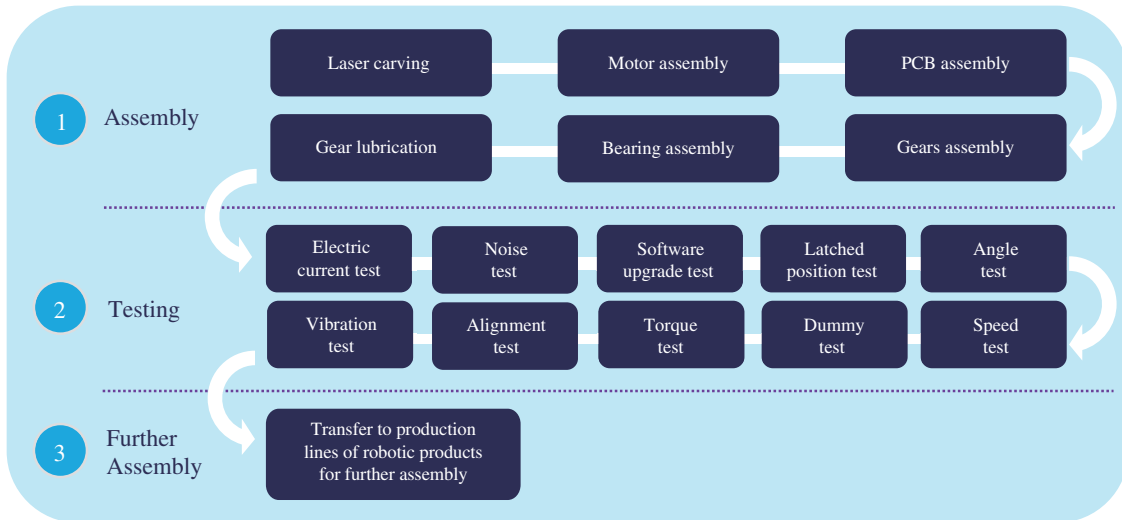 Laser carving
Motor assembly
PCB assembly
1
Assembly
Gear lubrication
Bearing assembly
Gears assembly
Electric
current test
Noise
test
Software
upgrade test
Latched
position test
Angle
test
2
Testing
Vibration
test
Alignment
test
Torque
test
Dummy
test
Speed
test
3
Further
Assembly
Transfer to production
lines of robotic products
for further assembly